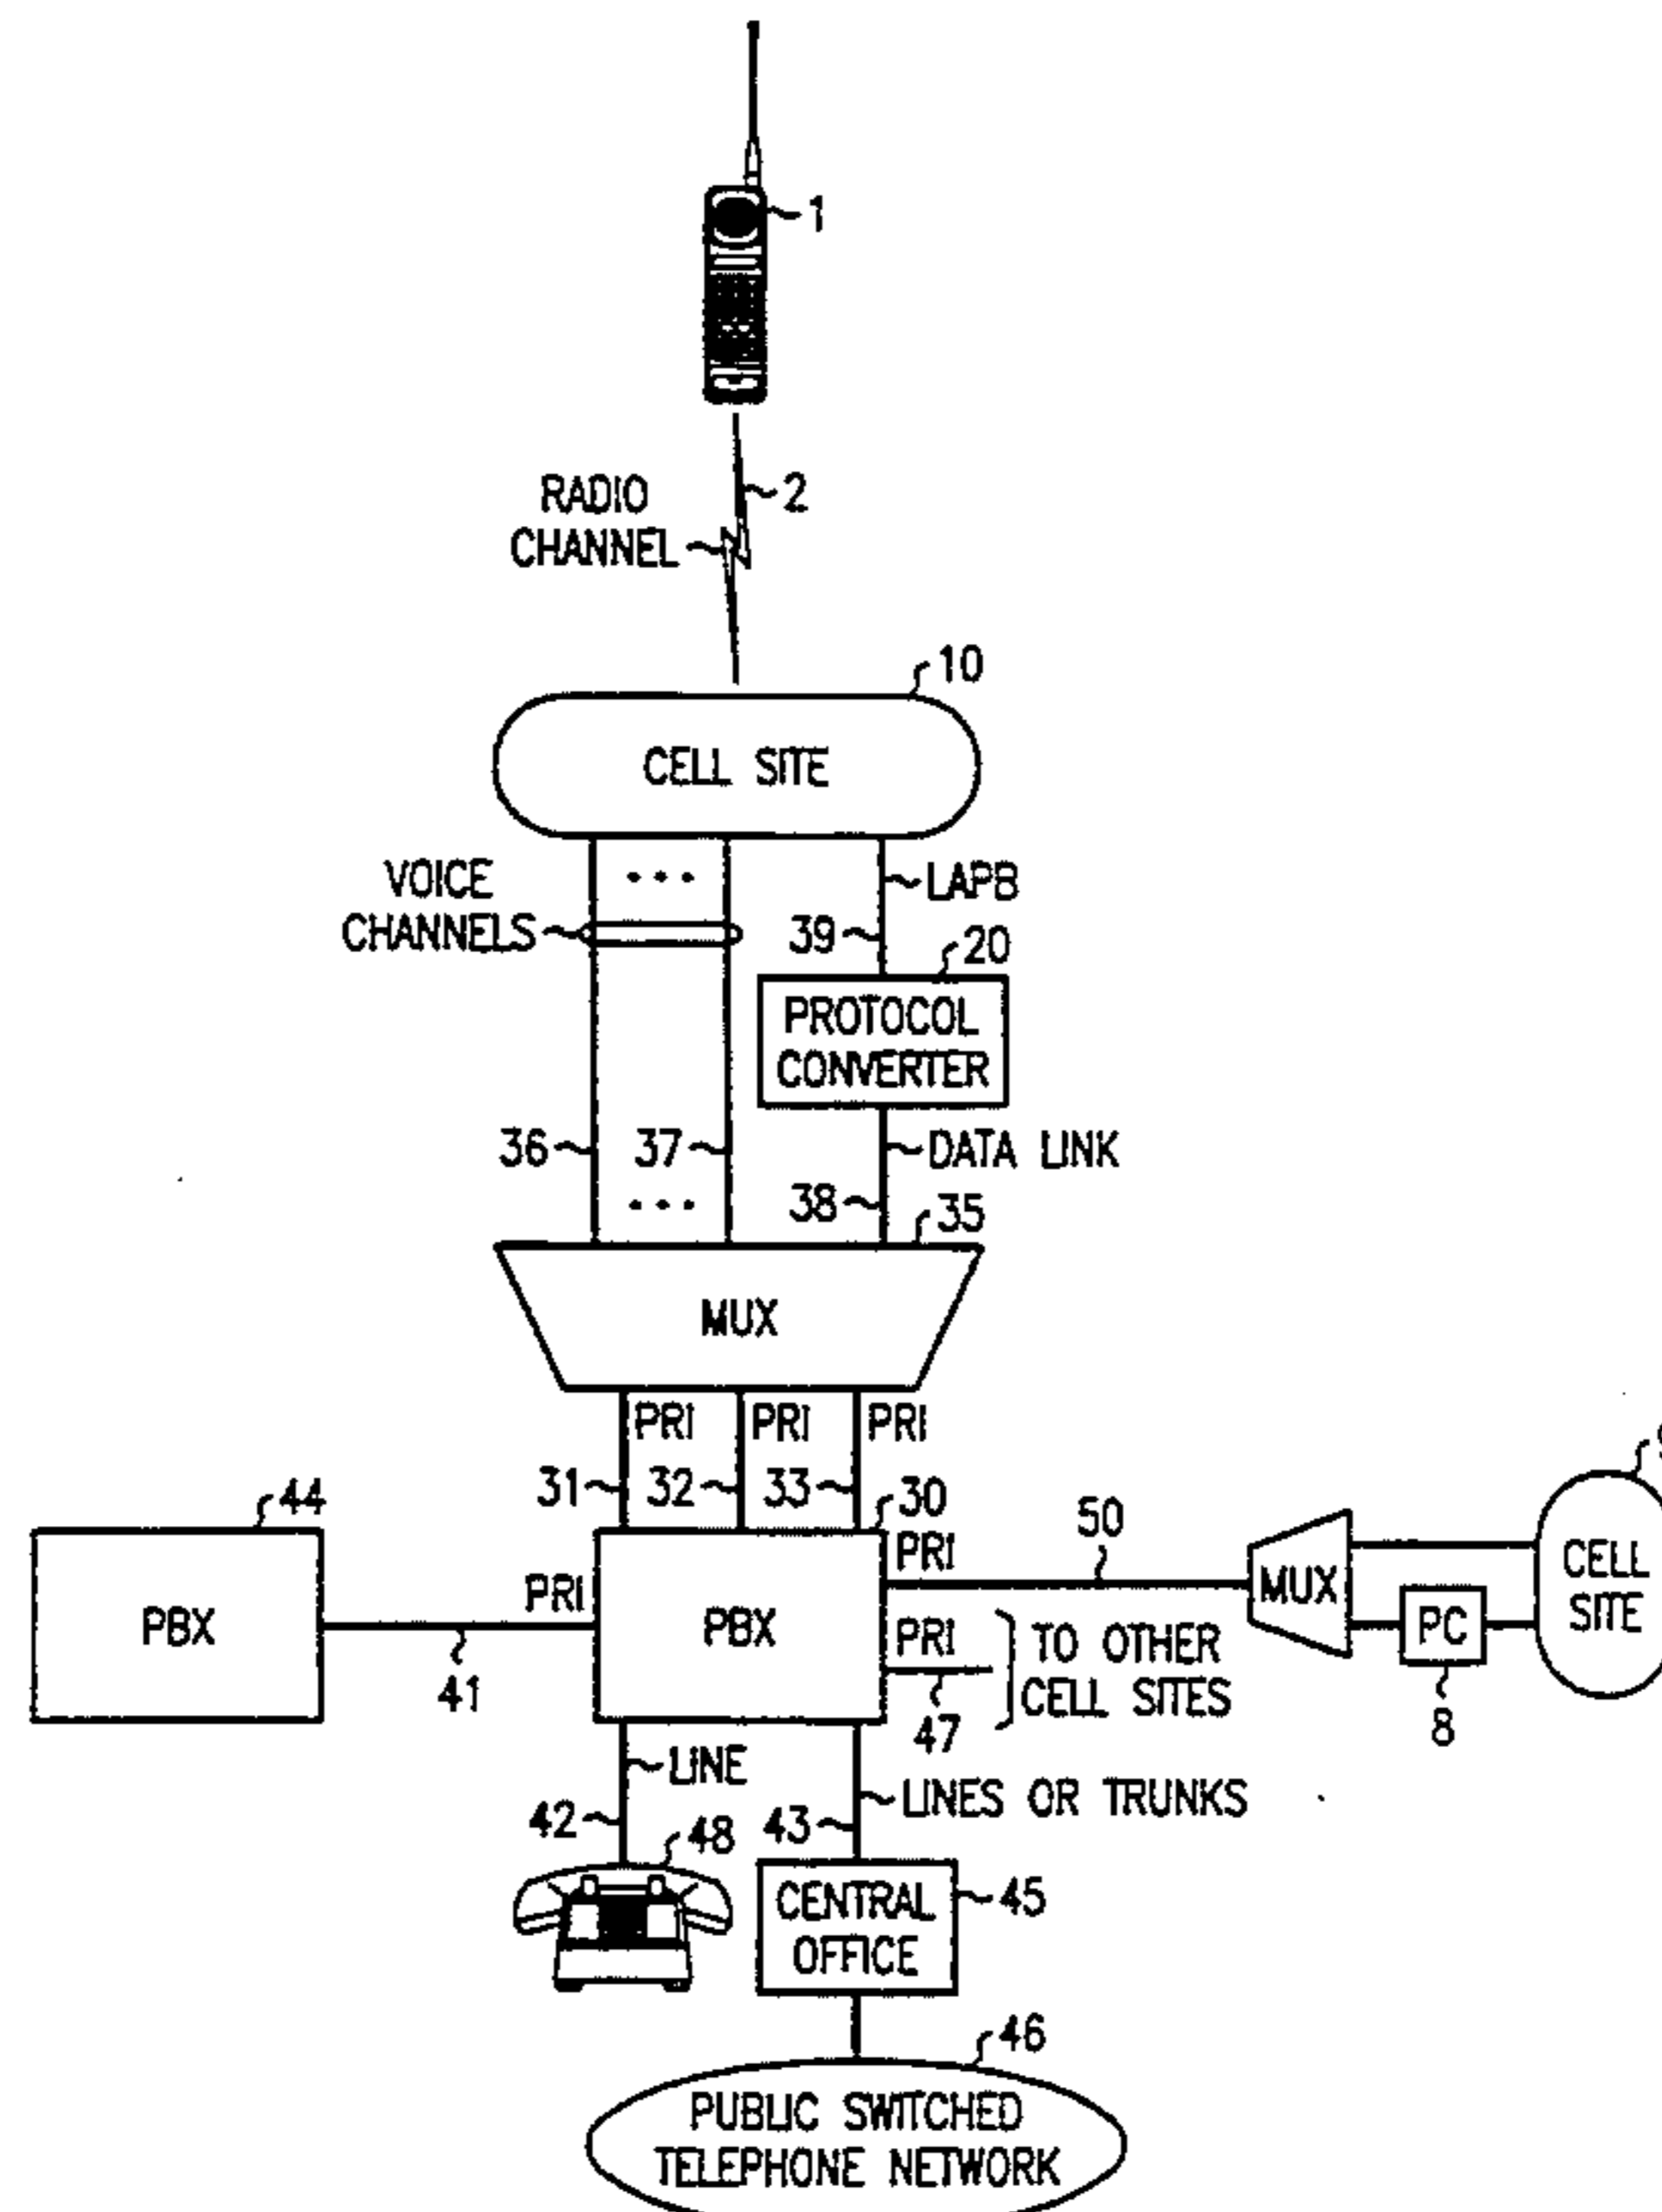 1
RADIO
CHANNEL
2
10
CELL SITE
VOICE
CHANNELS
LAPB
39
20
PROTOCOL
CONVERTER
36
37
DATA LINK
38
35
MUX
PRI
PRI
PRI
31
32
33
30
44
PBX
PRI
41
PBX
PRI
50
MUX
CELL
SITE
PC
8
PRI
47
TO OTHER
CELL SITES
LINE
42
48
LINES OR TRUNKS
43
CENTRAL
OFFICE
45
46
PUBLIC SWITCHED
TELEPHONE NETWORK